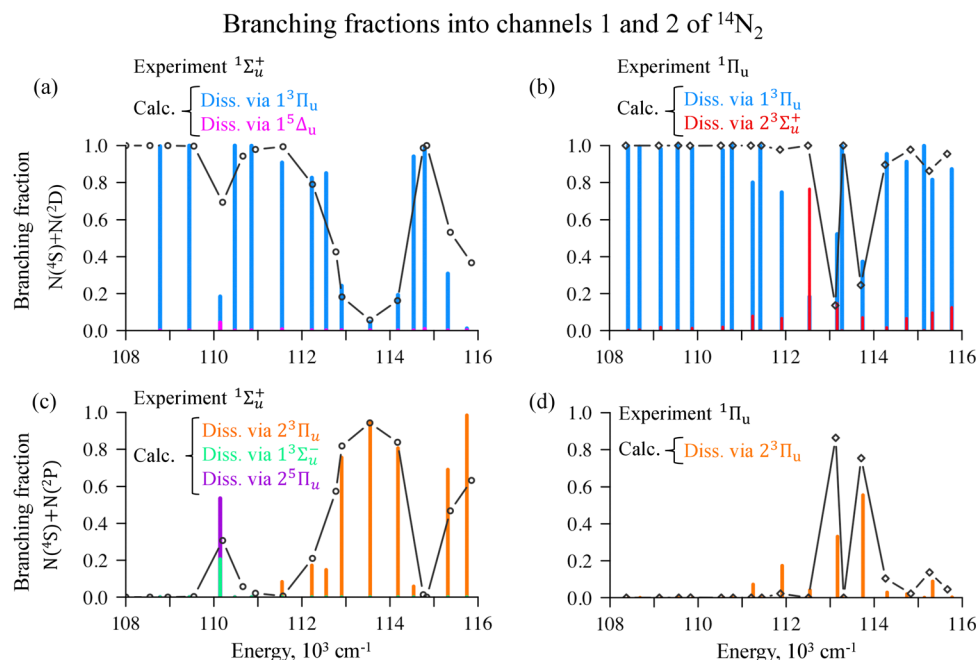 Branching fractions into channels 1 and 2 of ¹⁴N₂
(a)
Experiment ¹Σᵤ⁺
Calc.
Diss. via 1³Πᵤ
Diss. via 1⁵Δᵤ
Branching fraction
N(⁴S)+N(²D)
1.0
0.8
0.6
0.4
0.2
0.0
108
110
112
114
116
(b)
Experiment ¹Πᵤ
Calc.
Diss. via 1³Πᵤ
Diss. via 2³Σᵤ⁺
1.0
0.8
0.6
0.4
0.2
0.0
108
110
112
114
116
(c)
Experiment ¹Σᵤ⁺
Calc.
Diss. via 2³Πᵤ
Diss. via 1³Σᵤ⁻
Diss. via 2⁵Πᵤ
Branching fraction
N(⁴S)+N(²P)
1.0
0.8
0.6
0.4
0.2
0.0
108
110
112
114
116
Energy, 10³ cm⁻¹
(d)
Experiment ¹Πᵤ
Calc.
Diss. via 2³Πᵤ
1.0
0.8
0.6
0.4
0.2
0.0
108
110
112
114
116
Energy, 10³ cm⁻¹